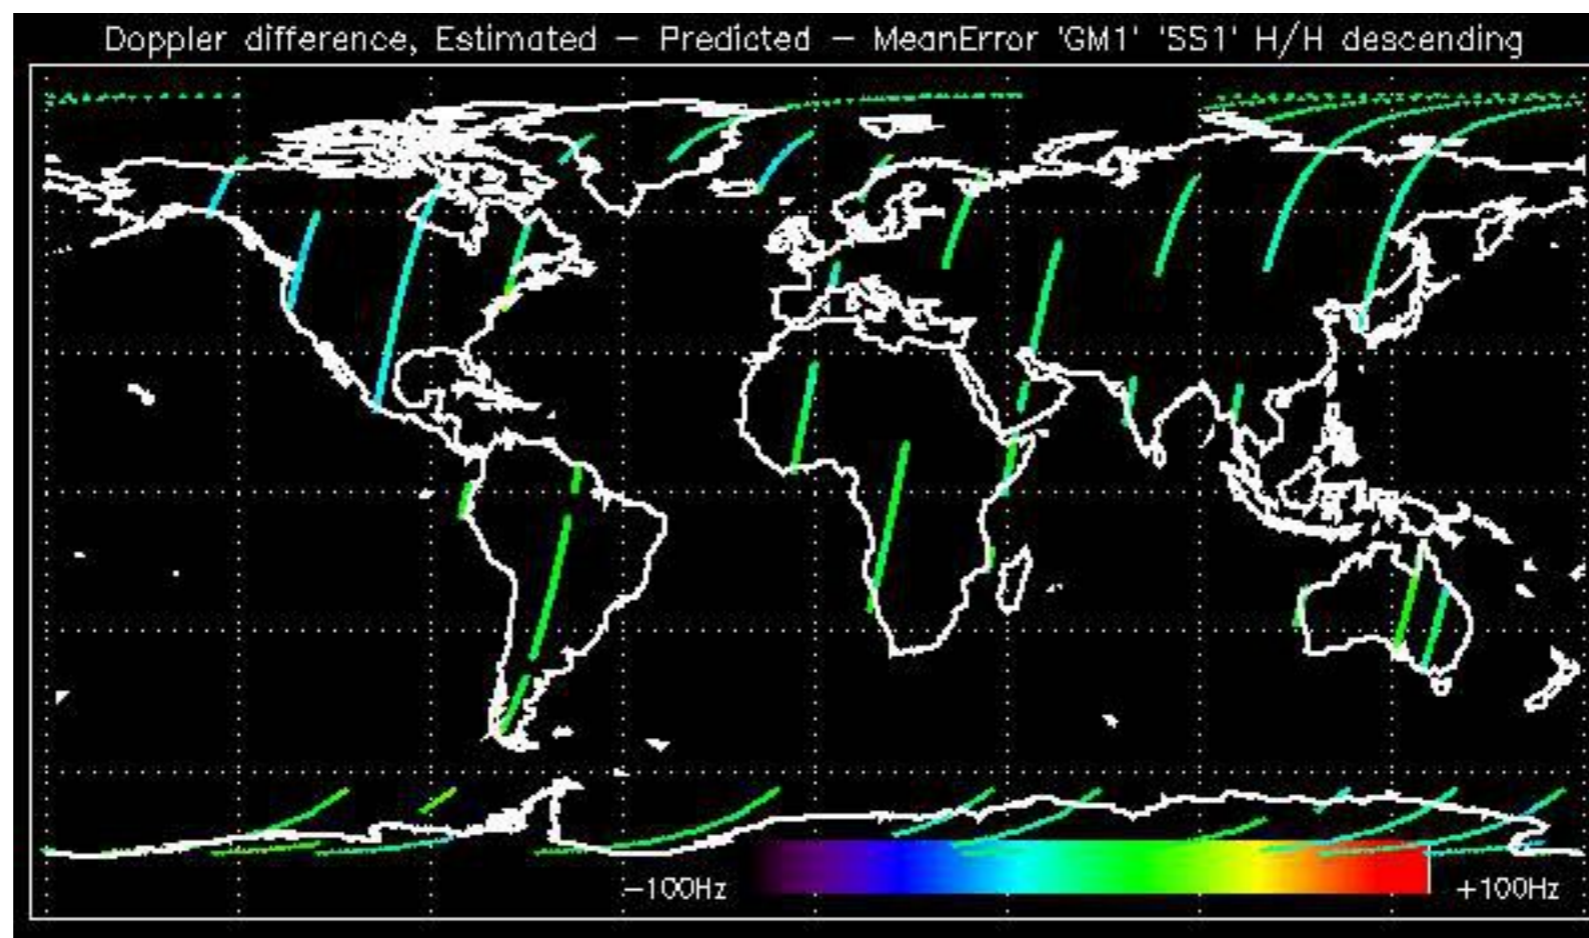 Doppler difference, Estimated − Predicted − MeanError 'GM1' 'SS1' H/H descending
−100Hz +100Hz